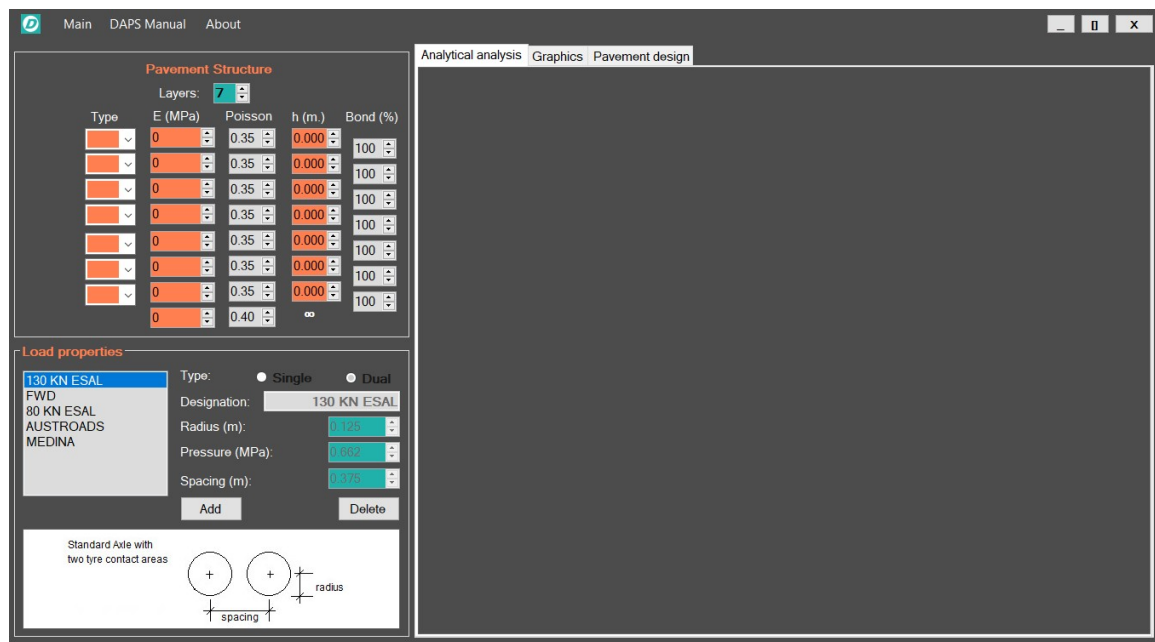 D Main DAPS Manual About _ [] X
Analytical analysis Graphics Pavement design
Pavement Structure
Layers: 7
Type E (MPa) Poisson h (m.) Bond (%)
0 0.35 0.000
100
0 0.35 0.000
100
0 0.35 0.000
100
0 0.35 0.000
100
0 0.35 0.000
100
0 0.35 0.000
100
0 0.35 0.000
100
0 0.40 ∞
Load properties
130 KN ESAL
FWD
80 KN ESAL
AUSTROADS
MEDINA
Type: Single Dual
Designation: 130 KN ESAL
Radius (m): 0.125
Pressure (MPa): 0.662
Spacing (m): 0.375
Add Delete
Standard Axle with
two tyre contact areas
radius
spacing